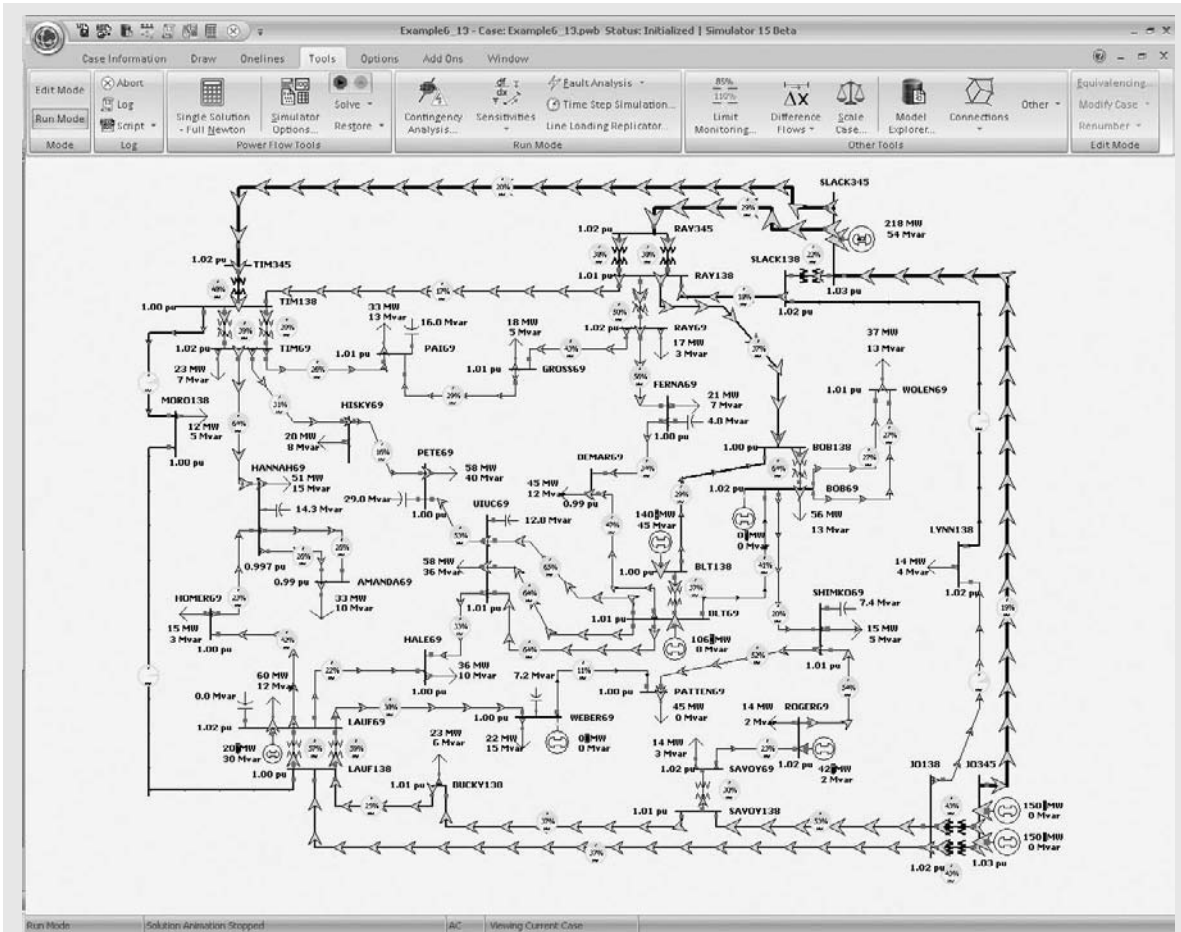 Example6_13 - Case: Example6_13.pwb Status: Initialized | Simulator 15 Beta
Case Information Draw Onelines Tools Options Add Ons Window
Edit Mode
Run Mode
Mode
Abort
Log
Script
Log
Single Solution - Full Newton
Simulator Options...
Solve
Restore
Power Flow Tools
Contingency Analysis...
Sensitivities
Fault Analysis
Time Step Simulation...
Line Loading Replicator...
Run Mode
Limit Monitoring...
Difference Flows
Scale Case...
Model Explorer...
Connections
Other
Other Tools
Equivalencing...
Modify Case
Renumber
Edit Mode
SLACK345
20%
29%
218 MW
54 Mvar
1.02 pu
RAY345
1.02 pu
TIM345
SLACK138
1.01 pu
RAY138
1.03 pu
1.00 pu
TIM138
17%
18%
1.02 pu
33 MW
13 Mvar
16.0 Mvar
18 MW
5 Mvar
1.02 pu
RAY69
17 MW
3 Mvar
37%
37 MW
13 Mvar
1.02 pu
TIM69
1.01 pu
PAI69
1.01 pu
GROSS69
23 MW
7 Mvar
26%
29%
FERNA69
21 MW
7 Mvar
4.0 Mvar
1.00 pu
1.01 pu
WOLEN69
MORO138
12 MW
5 Mvar
1.00 pu
31%
HISKY69
20 MW
8 Mvar
PETE69
58 MW
40 Mvar
29.0 Mvar
1.00 pu
DEMAR69
45 MW
12 Mvar
0.99 pu
1.00 pu
BOB138
1.02 pu
BOB69
56 MW
13 Mvar
0 MW
0 Mvar
HANNAH69
51 MW
15 Mvar
14.3 Mvar
0.997 pu
UIUC69
12.0 Mvar
58 MW
36 Mvar
1.01 pu
140 MW
45 Mvar
1.00 pu
BLT138
LYNN138
14 MW
4 Mvar
1.02 pu
0.99 pu
AMANDA69
33 MW
10 Mvar
1.01 pu
BLT69
106 MW
8 Mvar
SHIMKO69
7.4 Mvar
15 MW
5 Mvar
1.01 pu
19%
HOMER69
15 MW
3 Mvar
1.00 pu
HALE69
36 MW
10 Mvar
1.00 pu
22%
11%
7.2 Mvar
1.00 pu
PATTEN69
45 MW
0 Mvar
60 MW
12 Mvar
0.0 Mvar
1.02 pu
LAUF69
1.00 pu
WEBER69
22 MW
15 Mvar
0 MW
0 Mvar
14 MW
2 Mvar
ROGER69
1.02 pu
42 MW
2 Mvar
20 MW
30 Mvar
1.00 pu
LAUF138
23 MW
6 Mvar
1.01 pu
BUCKY138
14 MW
3 Mvar
1.02 pu
SAVOY69
23%
1.01 pu
SAVOY138
JO138
JO345
150 MW
0 Mvar
150 MW
0 Mvar
1.02 pu
1.03 pu
Run Mode Solution Animation Stopped AC Viewing Current Case